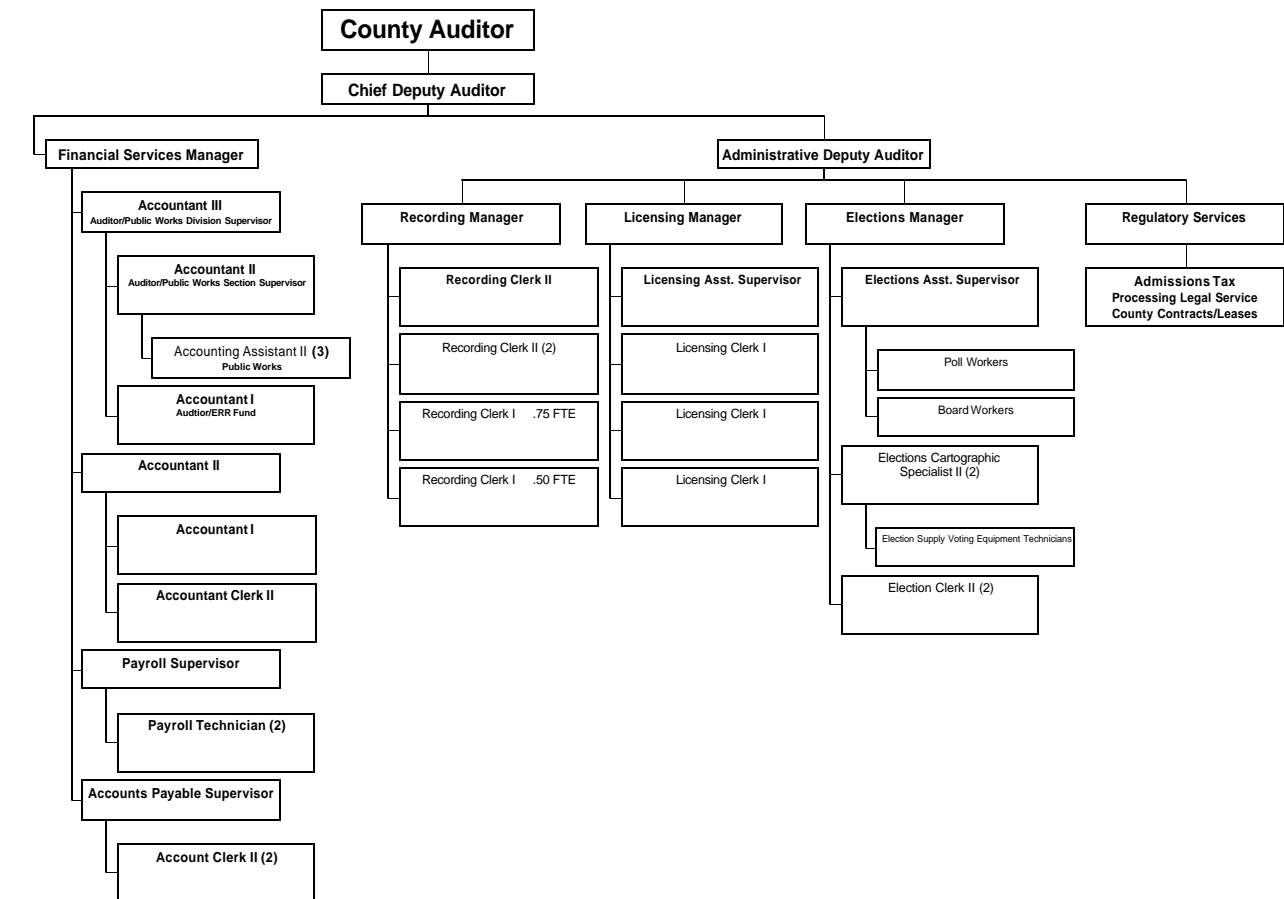 County Auditor
Chief Deputy Auditor
Financial Services Manager
Administrative Deputy Auditor
Accountant III
Auditor/Public Works Division Supervisor
Accountant II
Auditor/Public Works Section Supervisor
Accounting Assistant II (3)
Public Works
Accountant I
Audtior/ERR Fund
Accountant II
Accountant I
Accountant Clerk II
Payroll Supervisor
Payroll Technician (2)
Accounts Payable Supervisor
Account Clerk II (2)
Recording Manager
Recording Clerk II
Recording Clerk II (2)
Recording Clerk I .75 FTE
Recording Clerk I .50 FTE
Licensing Manager
Licensing Asst. Supervisor
Licensing Clerk I
Licensing Clerk I
Licensing Clerk I
Elections Manager
Elections Asst. Supervisor
Poll Workers
Board Workers
Elections Cartographic
Specialist II (2)
Election Supply Voting Equipment Technicians
Election Clerk II (2)
Regulatory Services
Admissions Tax
Processing Legal Service
County Contracts/Leases